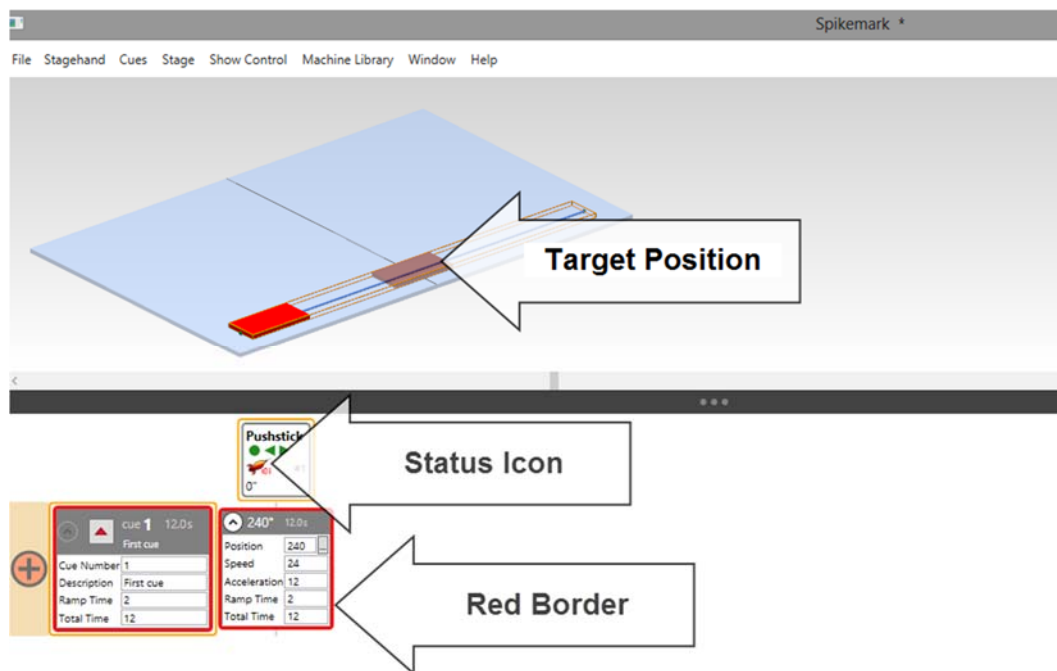 Spikemark *
File Stagehand Cues Stage Show Control Machine Library Window Help
Target Position
Pushstick
Status Icon
0"
cue 1 12.0s
First cue
Cue Number 1
Description First cue
Ramp Time 2
Total Time 12
240" 12.0s
Position 240 ...
Speed 24
Acceleration 12
Ramp Time 2
Total Time 12
Red Border